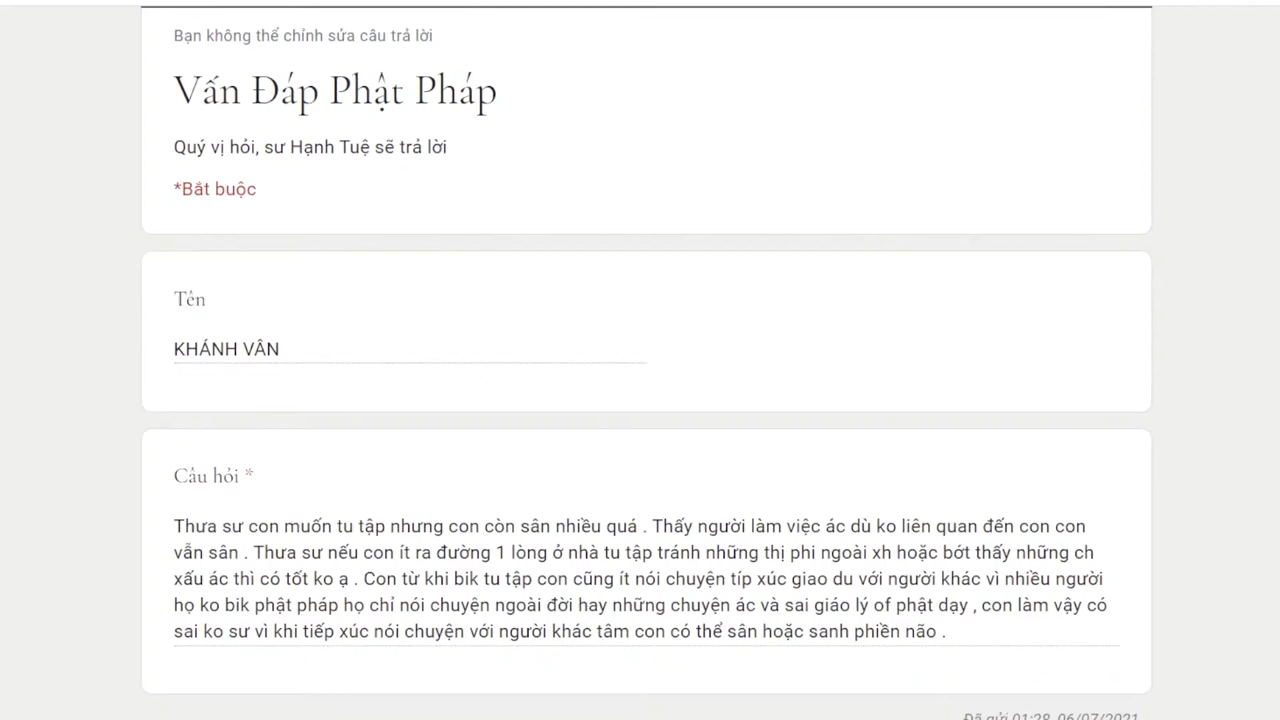 Bạn không thể chỉnh sửa câu trả lời
Vấn Đáp Phật Pháp
Quý vị hỏi, sư Hạnh Tuệ sẽ trả lời
*Bắt buộc
Tên
KHÁNH VÂN
Câu hỏi *
Thưa sư con muốn tu tập nhưng con còn sân nhiều quá . Thấy người làm việc ác dù ko liên quan đến con con
vẫn sân . Thưa sư nếu con ít ra đường 1 lòng ở nhà tu tập tránh những thị phi ngoài xh hoặc bớt thấy những ch
xấu ác thì có tốt ko ạ . Con từ khi bik tu tập con cũng ít nói chuyện típ xúc giao du với người khác vì nhiều người
họ ko bik phật pháp họ chỉ nói chuyện ngoài đời hay những chuyện ác và sai giáo lý of phật dạy , con làm vậy có
sai ko sư vì khi tiếp xúc nói chuyện với người khác tâm con có thể sân hoặc sanh phiền não .
Đã gửi 01:28, 06/07/2021